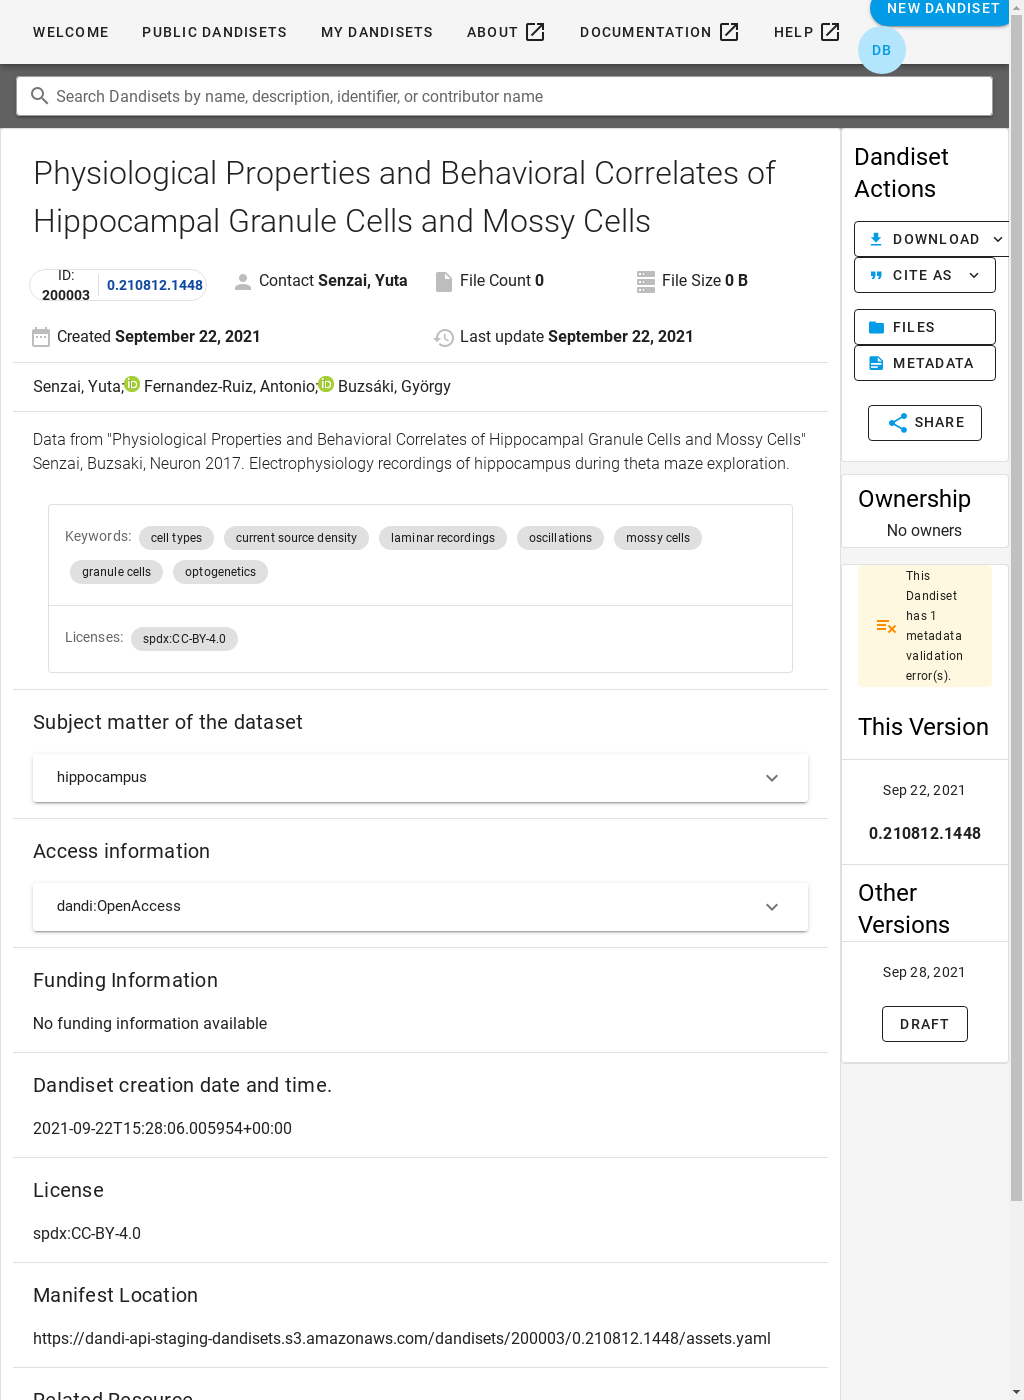 WELCOME PUBLIC DANDISETS MY DANDISETS ABOUT DOCUMENTATION HELP NEW DANDISET
DB
Search Dandisets by name, description, identifier, or contributor name
Physiological Properties and Behavioral Correlates of
Hippocampal Granule Cells and Mossy Cells
ID:
200003
0.210812.1448
Contact Senzai, Yuta
File Count 0
File Size 0 B
Created September 22, 2021
Last update September 22, 2021
Senzai, Yuta; Fernandez-Ruiz, Antonio; Buzsáki, György
Data from "Physiological Properties and Behavioral Correlates of Hippocampal Granule Cells and Mossy Cells"
Senzai, Buzsaki, Neuron 2017. Electrophysiology recordings of hippocampus during theta maze exploration.
Keywords: cell types current source density laminar recordings oscillations mossy cells
granule cells optogenetics
Licenses: spdx:CC-BY-4.0
Subject matter of the dataset
hippocampus
Access information
dandi:OpenAccess
Funding Information
No funding information available
Dandiset creation date and time.
2021-09-22T15:28:06.005954+00:00
License
spdx:CC-BY-4.0
Manifest Location
https://dandi-api-staging-dandisets.s3.amazonaws.com/dandisets/200003/0.210812.1448/assets.yaml
Related Resource
Dandiset
Actions
DOWNLOAD
CITE AS
FILES
METADATA
SHARE
Ownership
No owners
This
Dandiset
has 1
metadata
validation
error(s).
This Version
Sep 22, 2021
0.210812.1448
Other
Versions
Sep 28, 2021
DRAFT